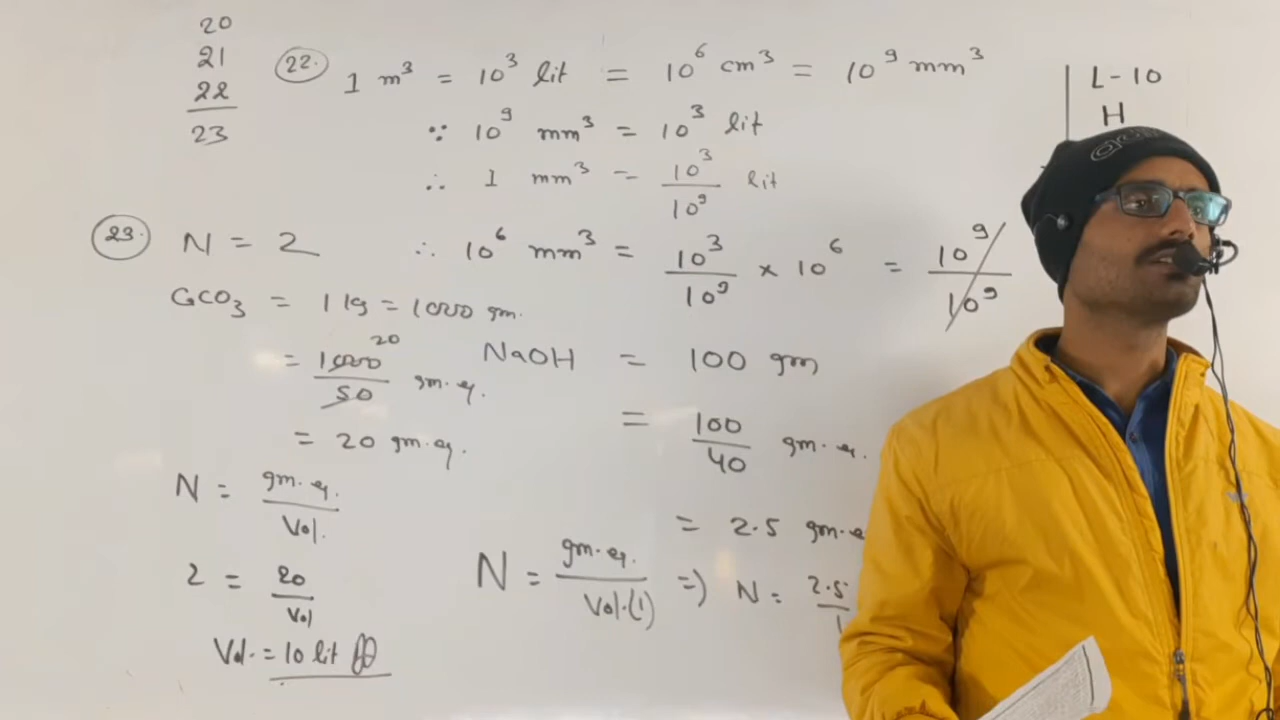 20
21
22
23
22. 1 m³ = 10³ lit = 10⁶ cm³ = 10⁹ mm³
∵ 10⁹ mm³ = 10³ lit
∴ 1 mm³ = 10³/10⁹ lit
∴ 10⁶ mm³ = 10³/10⁹ × 10⁶ = 10⁹/10⁹
L-10
H
23. N = 2
GCO3 = 1 kg = 1000 gm.
= 1000/50 20 gm.eq.
= 20 gm.eq.
N = gm.eq./Vol.
2 = 20/Vol
Vol. = 10 lit
NaOH = 100 gm
= 100/40 gm.eq.
= 2.5 gm.e
N = gm.eq./Vol.(l) => N = 2.5/1